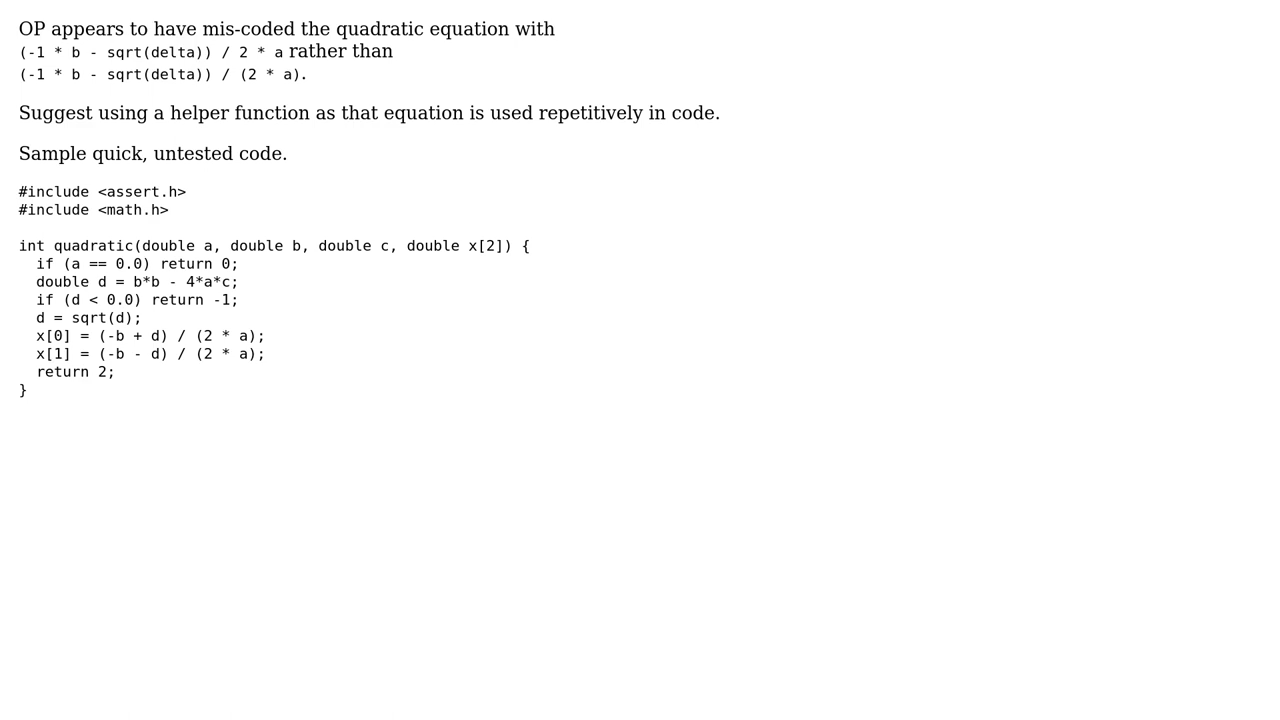 OP appears to have mis-coded the quadratic equation with
(-1 * b - sqrt(delta)) / 2 * a rather than
(-1 * b - sqrt(delta)) / (2 * a).
Suggest using a helper function as that equation is used repetitively in code.
Sample quick, untested code.
#include <assert.h>
#include <math.h>
int quadratic(double a, double b, double c, double x[2]) {
  if (a == 0.0) return 0;
  double d = b*b - 4*a*c;
  if (d < 0.0) return -1;
  d = sqrt(d);
  x[0] = (-b + d) / (2 * a);
  x[1] = (-b - d) / (2 * a);
  return 2;
}